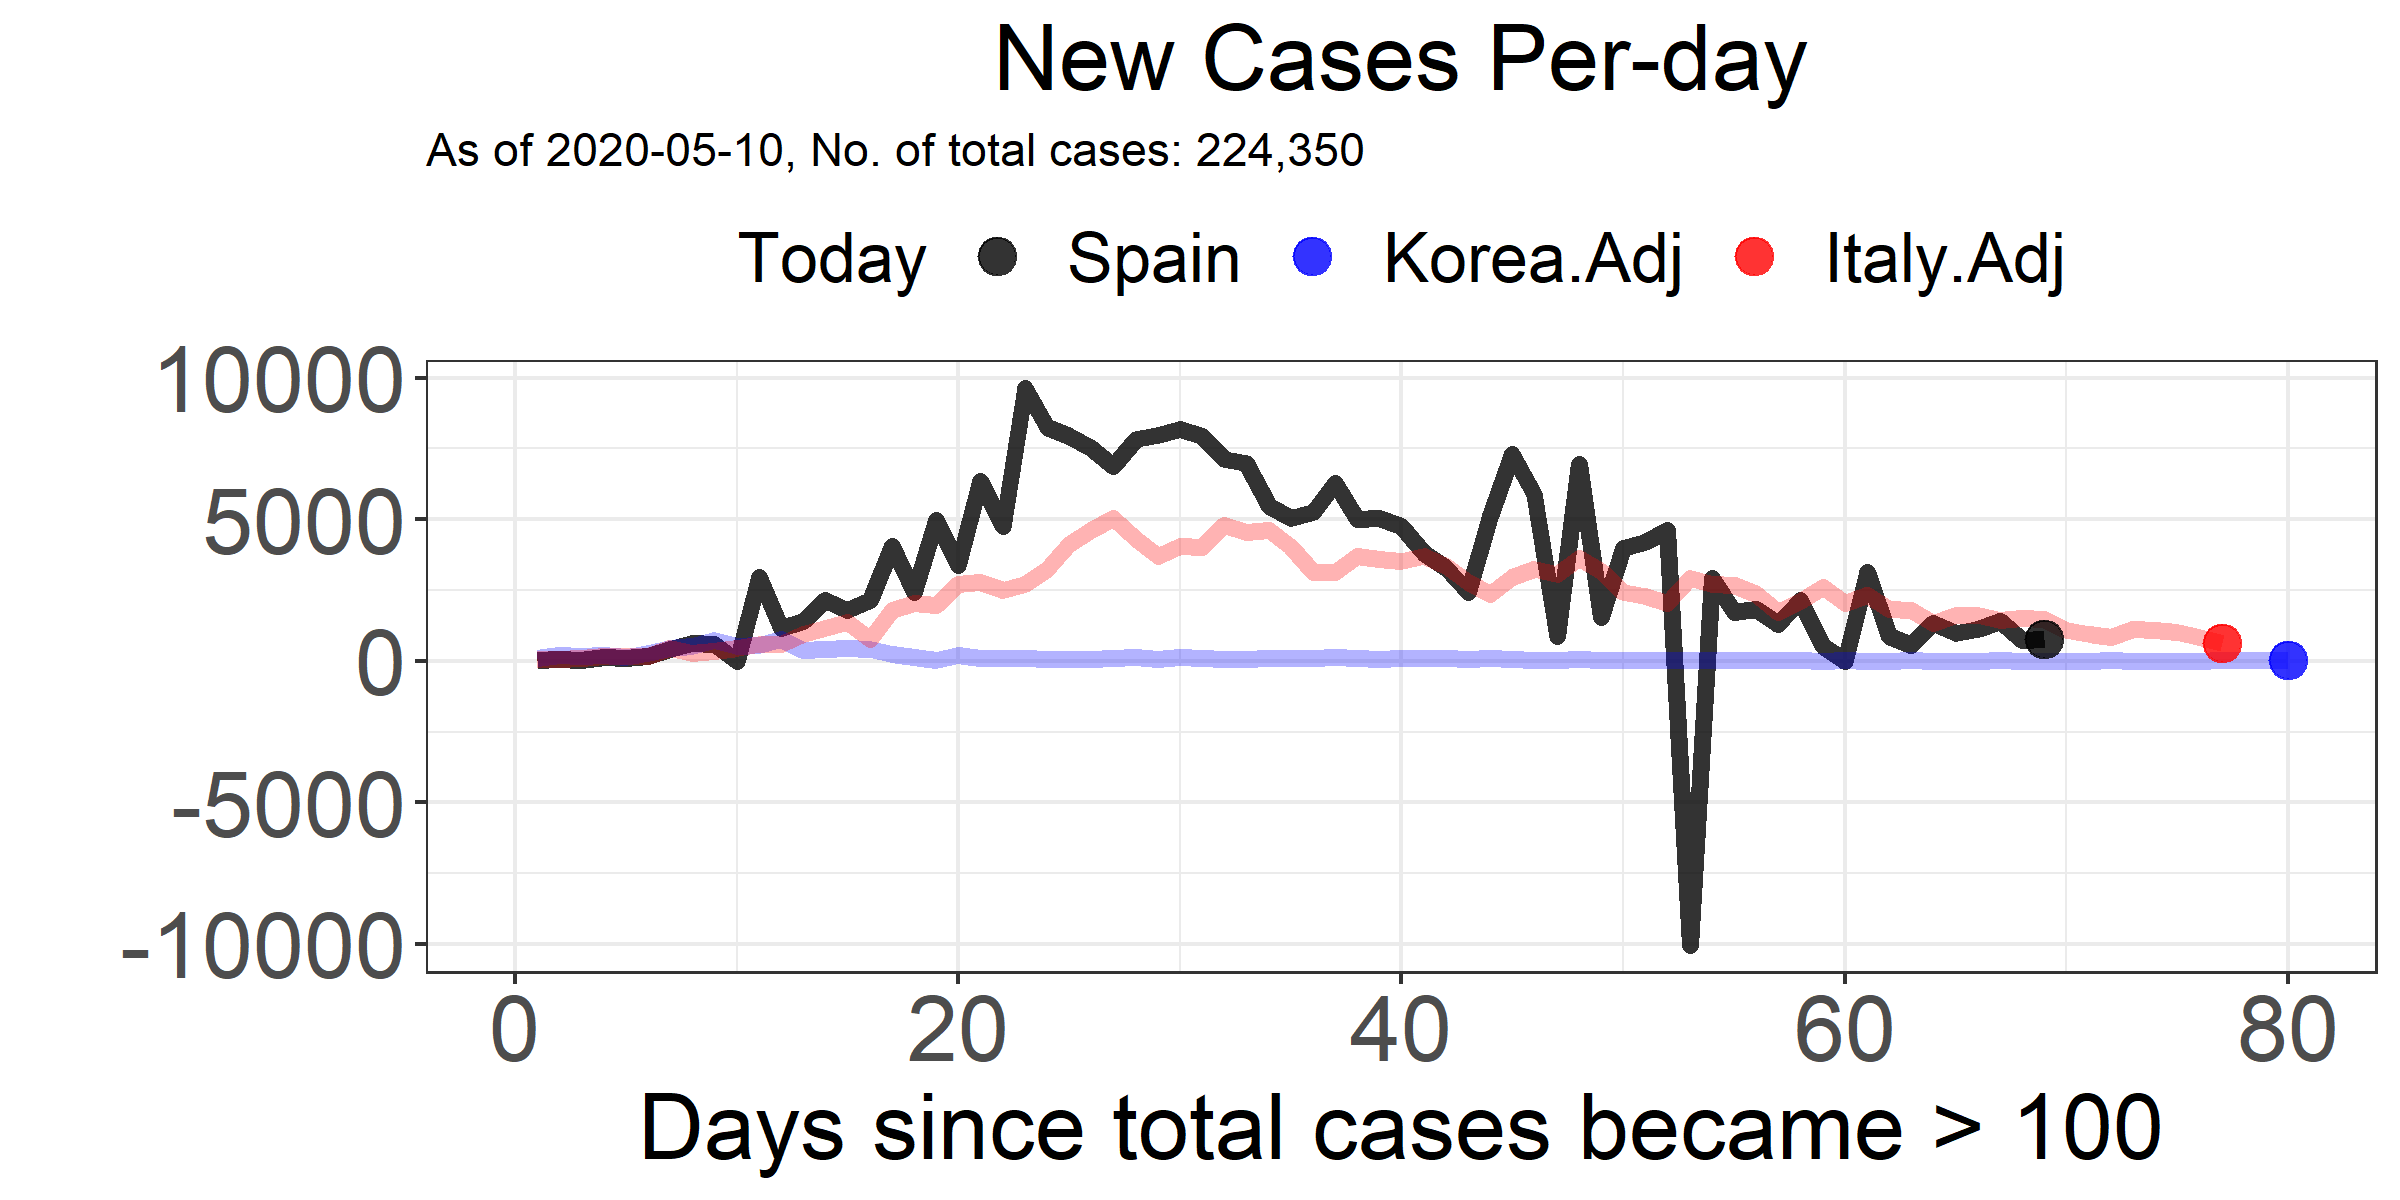 New Cases Per-day
As of 2020-05-10, No. of total cases: 224,350
Today Spain Korea.Adj Italy.Adj
10000
5000
0
-5000
-10000
0 20 40 60 80
Days since total cases became > 100